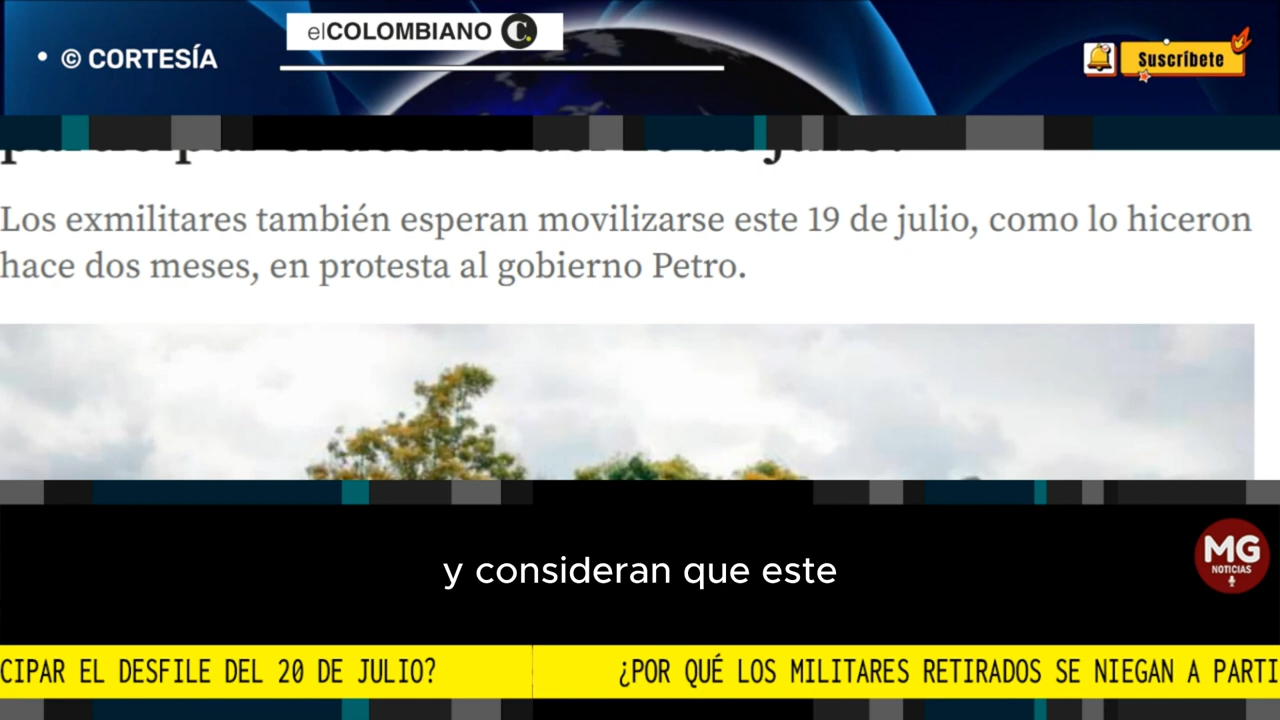 elCOLOMBIANO C.
• © CORTESÍA
Suscríbete
Los exmilitares también esperan movilizarse este 19 de julio, como lo hiceron
hace dos meses, en protesta al gobierno Petro.
y consideran que este
MG
NOTICIAS
CIPAR EL DESFILE DEL 20 DE JULIO? ¿POR QUÉ LOS MILITARES RETIRADOS SE NIEGAN A PARTI